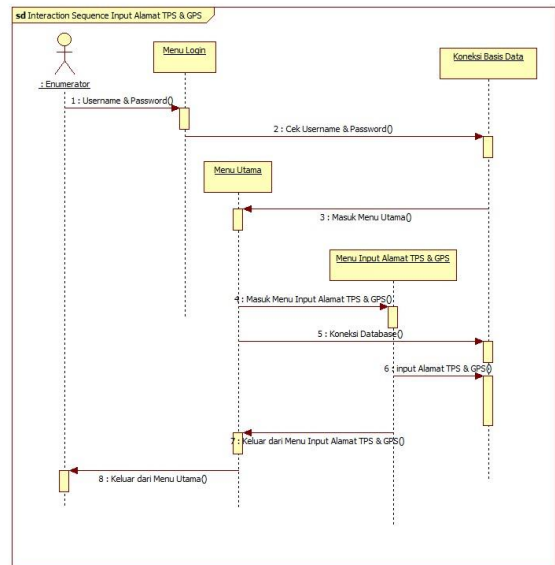 sd Interaction Sequence Input Alamat TPS & GPS
Menu Login
Koneksi Basis Data
: Enumerator
1 : Username & Password()
2 : Cek Username & Password()
Menu Utama
3 : Masuk Menu Utama()
Menu Input Alamat TPS & GPS
4 : Masuk Menu Input Alamat TPS & GPS()
5 : Koneksi Database()
6 : input Alamat TPS & GPS()
7 : Keluar dari Menu Input Alamat TPS & GPS()
8 : Keluar dari Menu Utama()